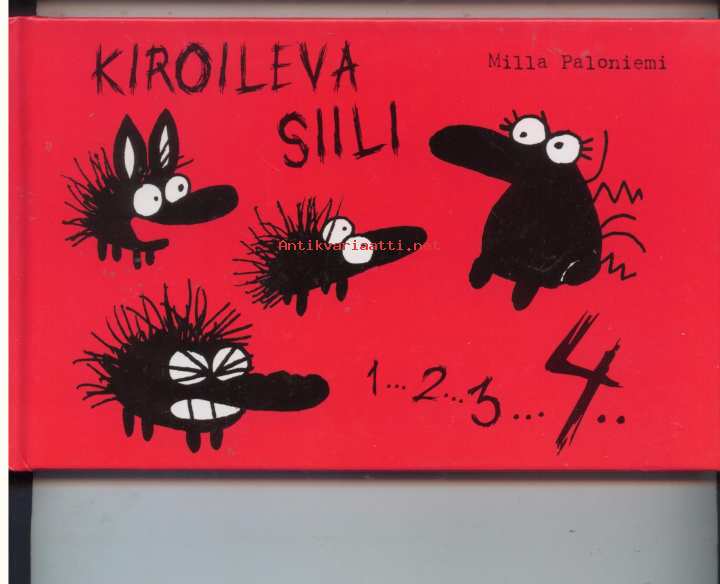 KIROILEVA
SIILI
Milla Paloniemi
Antikvariaatti.net
1... 2... 3... 4..